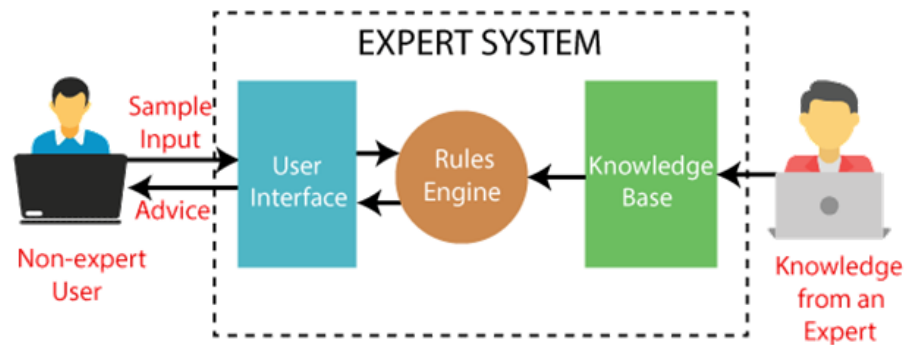 EXPERT SYSTEM
Sample
Input
Advice
Non-expert
User
User
Interface
Rules
Engine
Knowledge
Base
Knowledge
from an
Expert